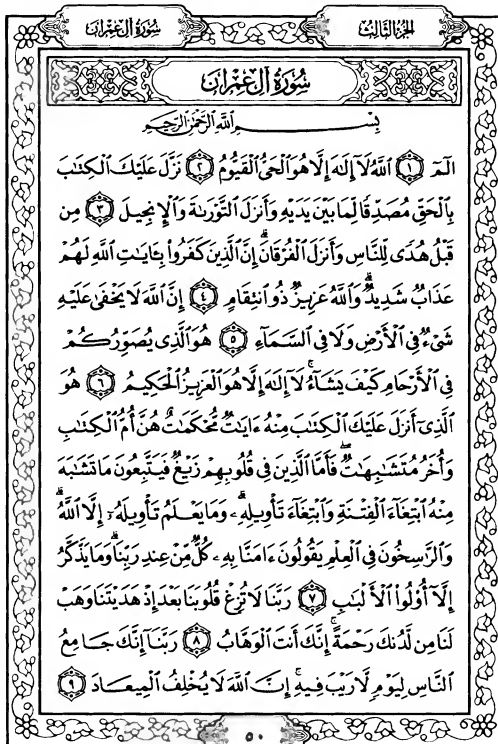 سُورَةُ آلِ عِمْرَان
الجُزءُ الثَّالِثُ
سُورَةُ آلِ عِمْرَان
بِسْمِ اللَّهِ الرَّحْمَٰنِ الرَّحِيمِ
الٓمٓ ١ ٱللَّهُ لَآ إِلَٰهَ إِلَّا هُوَ ٱلْحَىُّ ٱلْقَيُّومُ ٢ نَزَّلَ عَلَيْكَ ٱلْكِتَٰبَ
بِٱلْحَقِّ مُصَدِّقًا لِّمَا بَيْنَ يَدَيْهِ وَأَنزَلَ ٱلتَّوْرَىٰةَ وَٱلْإِنجِيلَ ٣ مِن
قَبْلُ هُدًى لِّلنَّاسِ وَأَنزَلَ ٱلْفُرْقَانَۗ إِنَّ ٱلَّذِينَ كَفَرُوا۟ بِـَٔايَٰتِ ٱللَّهِ لَهُمْ
عَذَابٌ شَدِيدٌۗ وَٱللَّهُ عَزِيزٌ ذُو ٱنتِقَامٍ ٤ إِنَّ ٱللَّهَ لَا يَخْفَىٰ عَلَيْهِ
شَىْءٌ فِى ٱلْأَرْضِ وَلَا فِى ٱلسَّمَآءِ ٥ هُوَ ٱلَّذِى يُصَوِّرُكُمْ
فِى ٱلْأَرْحَامِ كَيْفَ يَشَآءُۚ لَآ إِلَٰهَ إِلَّا هُوَ ٱلْعَزِيزُ ٱلْحَكِيمُ ٦ هُوَ
ٱلَّذِىٓ أَنزَلَ عَلَيْكَ ٱلْكِتَٰبَ مِنْهُ ءَايَٰتٌ مُّحْكَمَٰتٌ هُنَّ أُمُّ ٱلْكِتَٰبِ
وَأُخَرُ مُتَشَٰبِهَٰتٌۖ فَأَمَّا ٱلَّذِينَ فِى قُلُوبِهِمْ زَيْغٌ فَيَتَّبِعُونَ مَا تَشَٰبَهَ
مِنْهُ ٱبْتِغَآءَ ٱلْفِتْنَةِ وَٱبْتِغَآءَ تَأْوِيلِهِۦۗ وَمَا يَعْلَمُ تَأْوِيلَهُۥٓ إِلَّا ٱللَّهُۗ
وَٱلرَّٰسِخُونَ فِى ٱلْعِلْمِ يَقُولُونَ ءَامَنَّا بِهِۦ كُلٌّ مِّنْ عِندِ رَبِّنَاۗ وَمَا يَذَّكَّرُ
إِلَّآ أُو۟لُوا۟ ٱلْأَلْبَٰبِ ٧ رَبَّنَا لَا تُزِغْ قُلُوبَنَا بَعْدَ إِذْ هَدَيْتَنَا وَهَبْ
لَنَا مِن لَّدُنكَ رَحْمَةًۚ إِنَّكَ أَنتَ ٱلْوَهَّابُ ٨ رَبَّنَآ إِنَّكَ جَامِعُ
ٱلنَّاسِ لِيَوْمٍ لَّا رَيْبَ فِيهِۚ إِنَّ ٱللَّهَ لَا يُخْلِفُ ٱلْمِيعَادَ ٩
٥٠